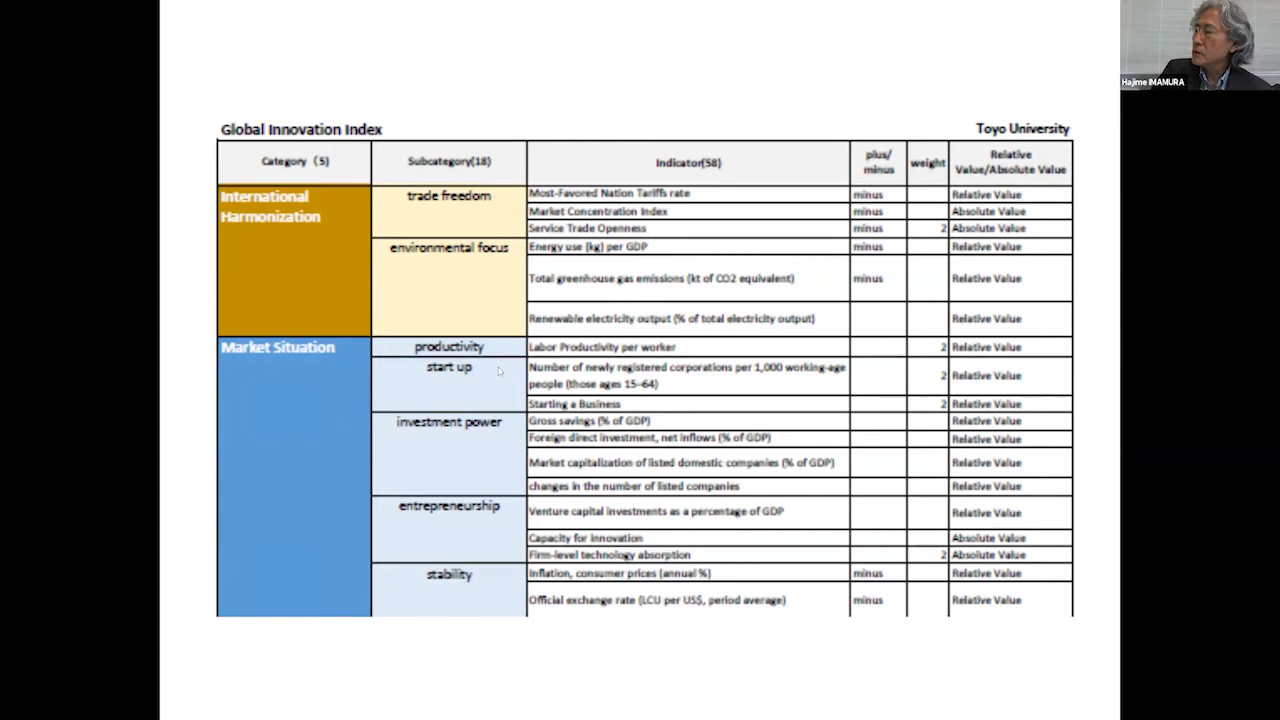 Hajime IMAMURA
Global Innovation Index
Toyo University
Category (5)
Subcategory(18)
Indicator(58)
plus/
minus
weight
Relative
Value/Absolute Value
International
Harmonization
trade freedom
Most-Favored Nation Tariffs rate
minus
Relative Value
Market Concentration Index
minus
Absolute Value
Service Trade Openness
minus
2
Absolute Value
environmental focus
Energy use (kg) per GDP
minus
Relative Value
Total greenhouse gas emissions (kt of CO2 equivalent)
minus
Relative Value
Renewable electricity output (% of total electricity output)
Relative Value
Market Situation
productivity
Labor Productivity per worker
2
Relative Value
start up
Number of newly registered corporations per 1,000 working-age
people (those ages 15–64)
2
Relative Value
Starting a Business
2
Relative Value
investment power
Gross savings (% of GDP)
Relative Value
Foreign direct investment, net inflows (% of GDP)
Relative Value
Market capitalization of listed domestic companies (% of GDP)
Relative Value
changes in the number of listed companies
Relative Value
entrepreneurship
Venture capital investments as a percentage of GDP
Relative Value
Capacity for innovation
Absolute Value
Firm-level technology absorption
2
Absolute Value
stability
Inflation, consumer prices (annual %)
minus
Relative Value
Official exchange rate (LCU per US$, period average)
minus
Relative Value